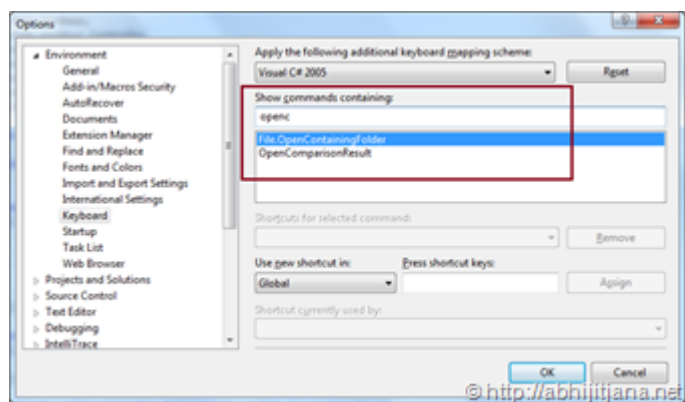 Options
Environment
General
Add-in/Macros Security
AutoRecover
Documents
Extension Manager
Find and Replace
Fonts and Colors
Import and Export Settings
International Settings
Keyboard
Startup
Task List
Web Browser
Projects and Solutions
Source Control
Text Editor
Debugging
IntelliTrace
Apply the following additional keyboard mapping scheme:
Visual C# 2005
Reset
Show commands containing:
openc
File.OpenContainingFolder
OpenComparisonResult
Shortcuts for selected command:
Remove
Use new shortcut in: Press shortcut keys:
Global
Assign
Shortcut currently used by:
OK Cancel
©http://abhijitjana.net